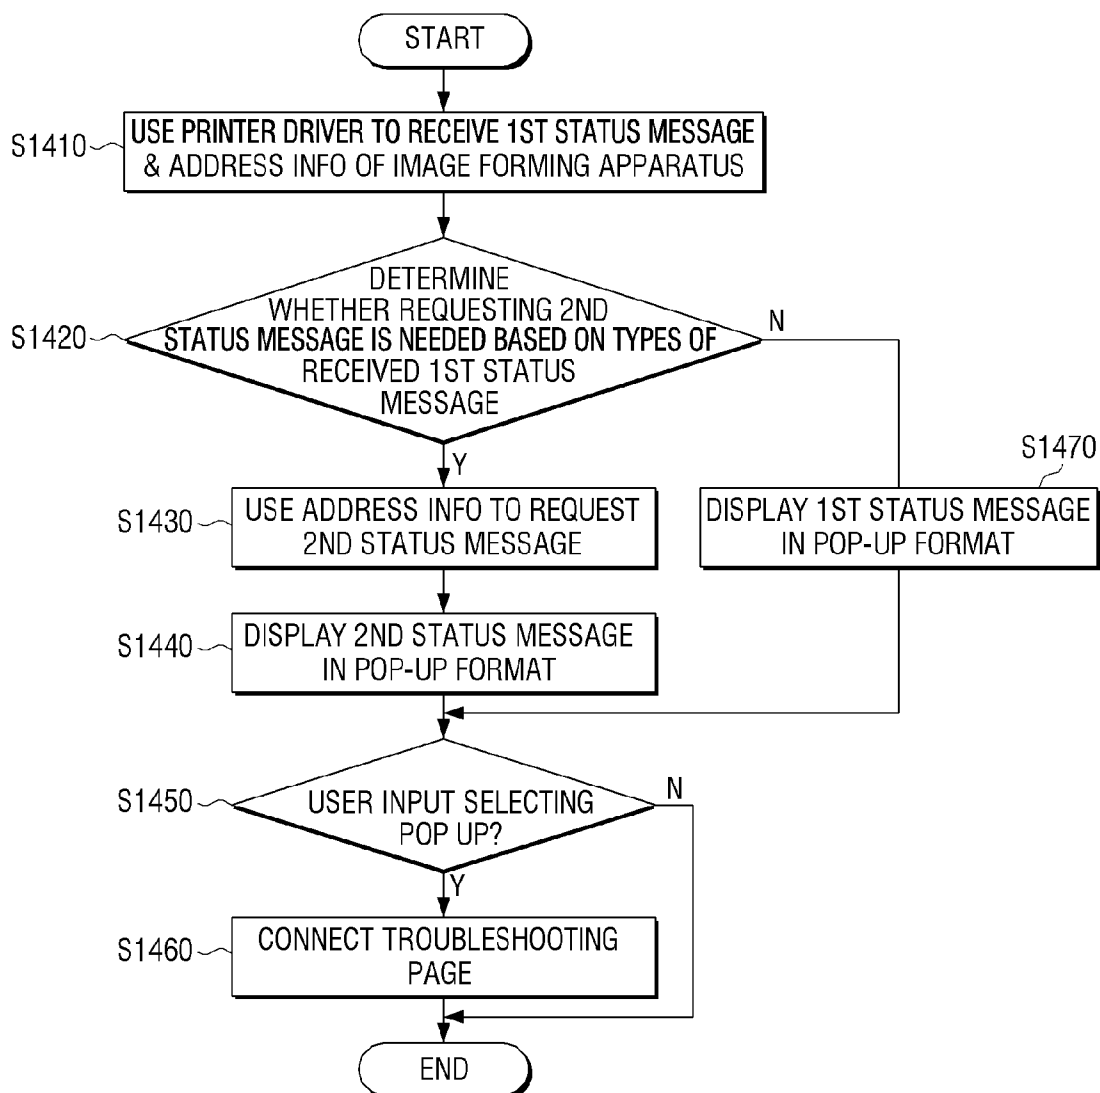 START
S1410
USE PRINTER DRIVER TO RECEIVE 1ST STATUS MESSAGE
& ADDRESS INFO OF IMAGE FORMING APPARATUS
S1420
DETERMINE
WHETHER REQUESTING 2ND
STATUS MESSAGE IS NEEDED BASED ON TYPES OF
RECEIVED 1ST STATUS
MESSAGE
N
Y
S1430
USE ADDRESS INFO TO REQUEST
2ND STATUS MESSAGE
S1470
DISPLAY 1ST STATUS MESSAGE
IN POP-UP FORMAT
S1440
DISPLAY 2ND STATUS MESSAGE
IN POP-UP FORMAT
S1450
USER INPUT SELECTING
POP UP?
N
Y
S1460
CONNECT TROUBLESHOOTING
PAGE
END